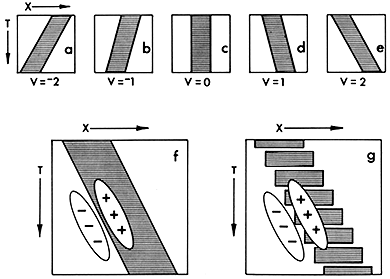 X
T
a
b
c
d
e
V=-2
V=-1
V=0
V=1
V=2
X
T
f
- - -
+ + +
X
T
g
- - -
+ + +